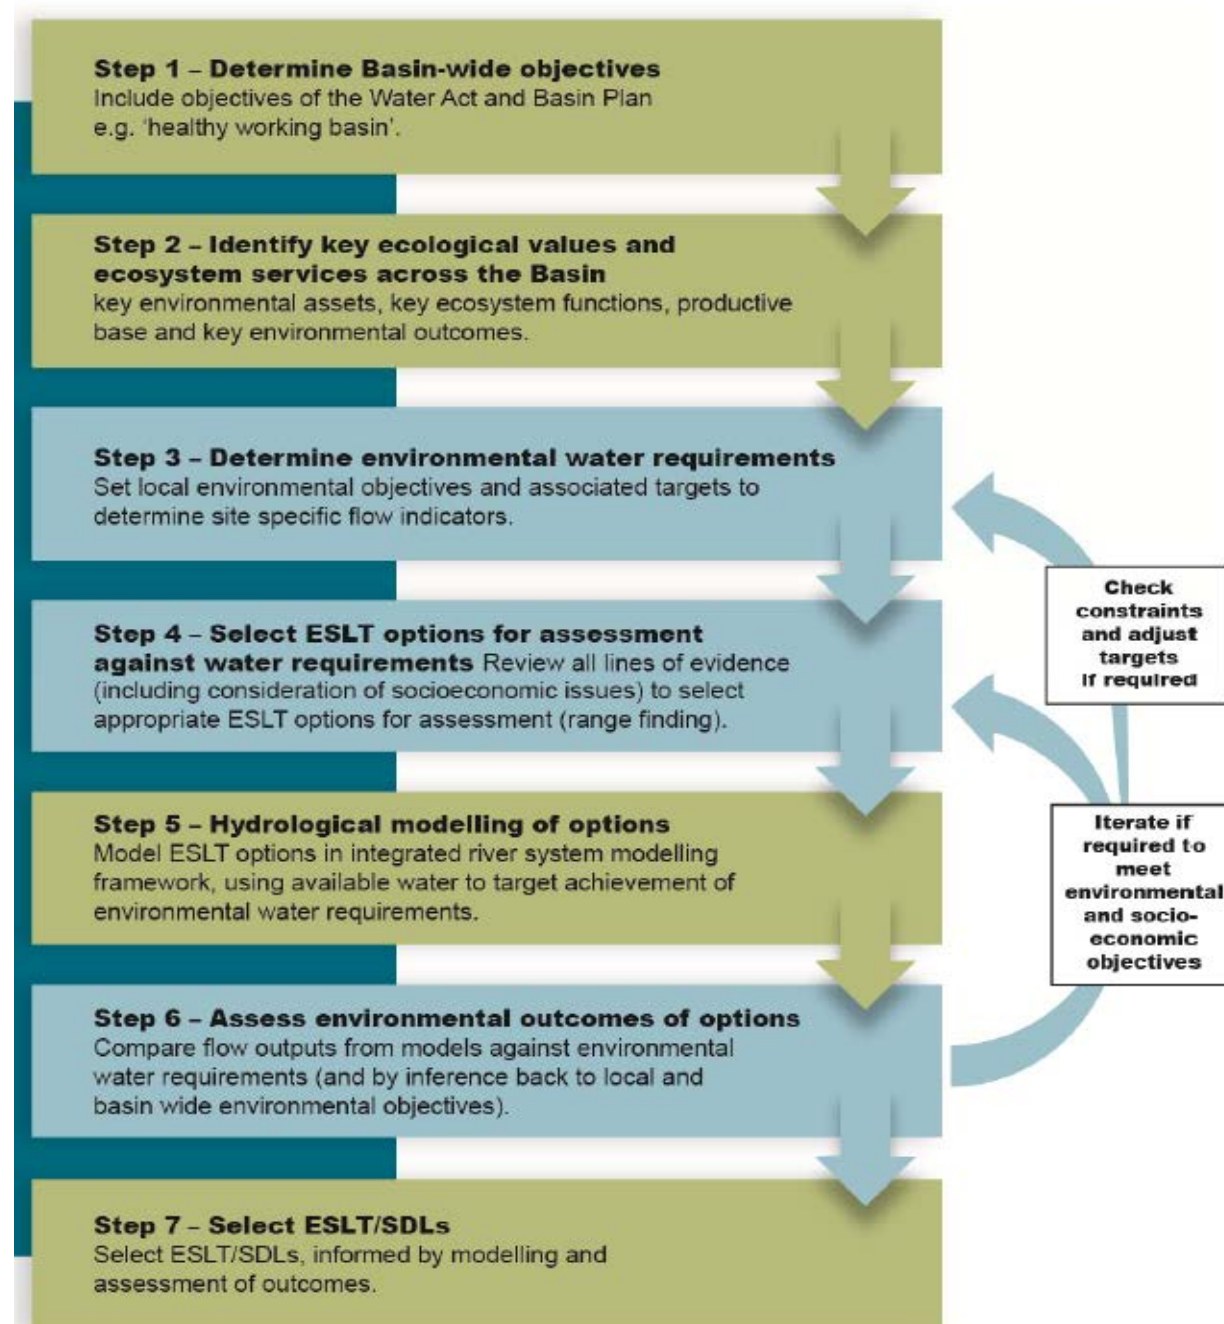 Step 1 – Determine Basin-wide objectives
Include objectives of the Water Act and Basin Plan
e.g. ‘healthy working basin’.
Step 2 – Identify key ecological values and
ecosystem services across the Basin
key environmental assets, key ecosystem functions, productive
base and key environmental outcomes.
Step 3 – Determine environmental water requirements
Set local environmental objectives and associated targets to
determine site specific flow indicators.
Step 4 – Select ESLT options for assessment
against water requirements Review all lines of evidence
(including consideration of socioeconomic issues) to select
appropriate ESLT options for assessment (range finding).
Step 5 – Hydrological modelling of options
Model ESLT options in integrated river system modelling
framework, using available water to target achievement of
environmental water requirements.
Step 6 – Assess environmental outcomes of options
Compare flow outputs from models against environmental
water requirements (and by inference back to local and
basin wide environmental objectives).
Step 7 – Select ESLT/SDLs
Select ESLT/SDLs, informed by modelling and
assessment of outcomes.
Check
constraints
and adjust
targets
if required
Iterate if
required to
meet
environmental
and socio-
economic
objectives